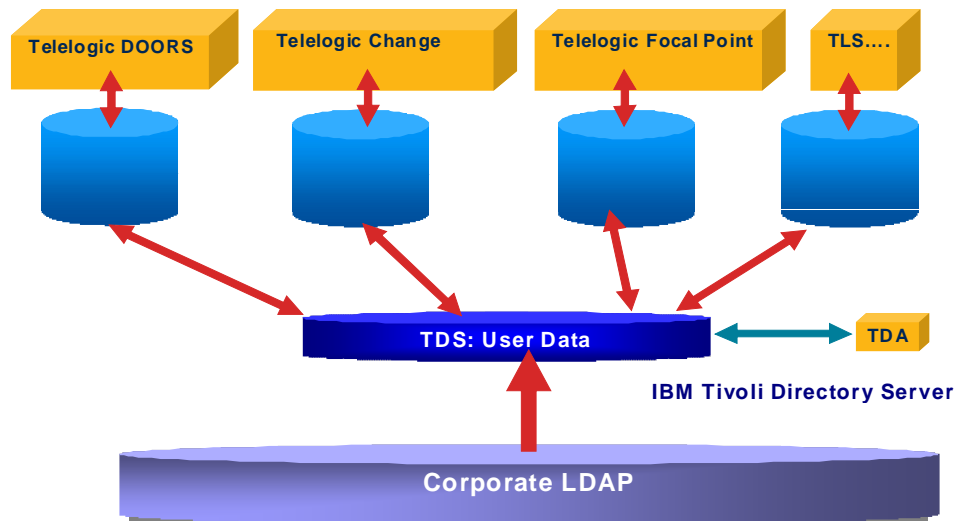 Telelogic DOORS
Telelogic Change
Telelogic Focal Point
TLS....
TDS: User Data
TDA
IBM Tivoli Directory Server
Corporate LDAP